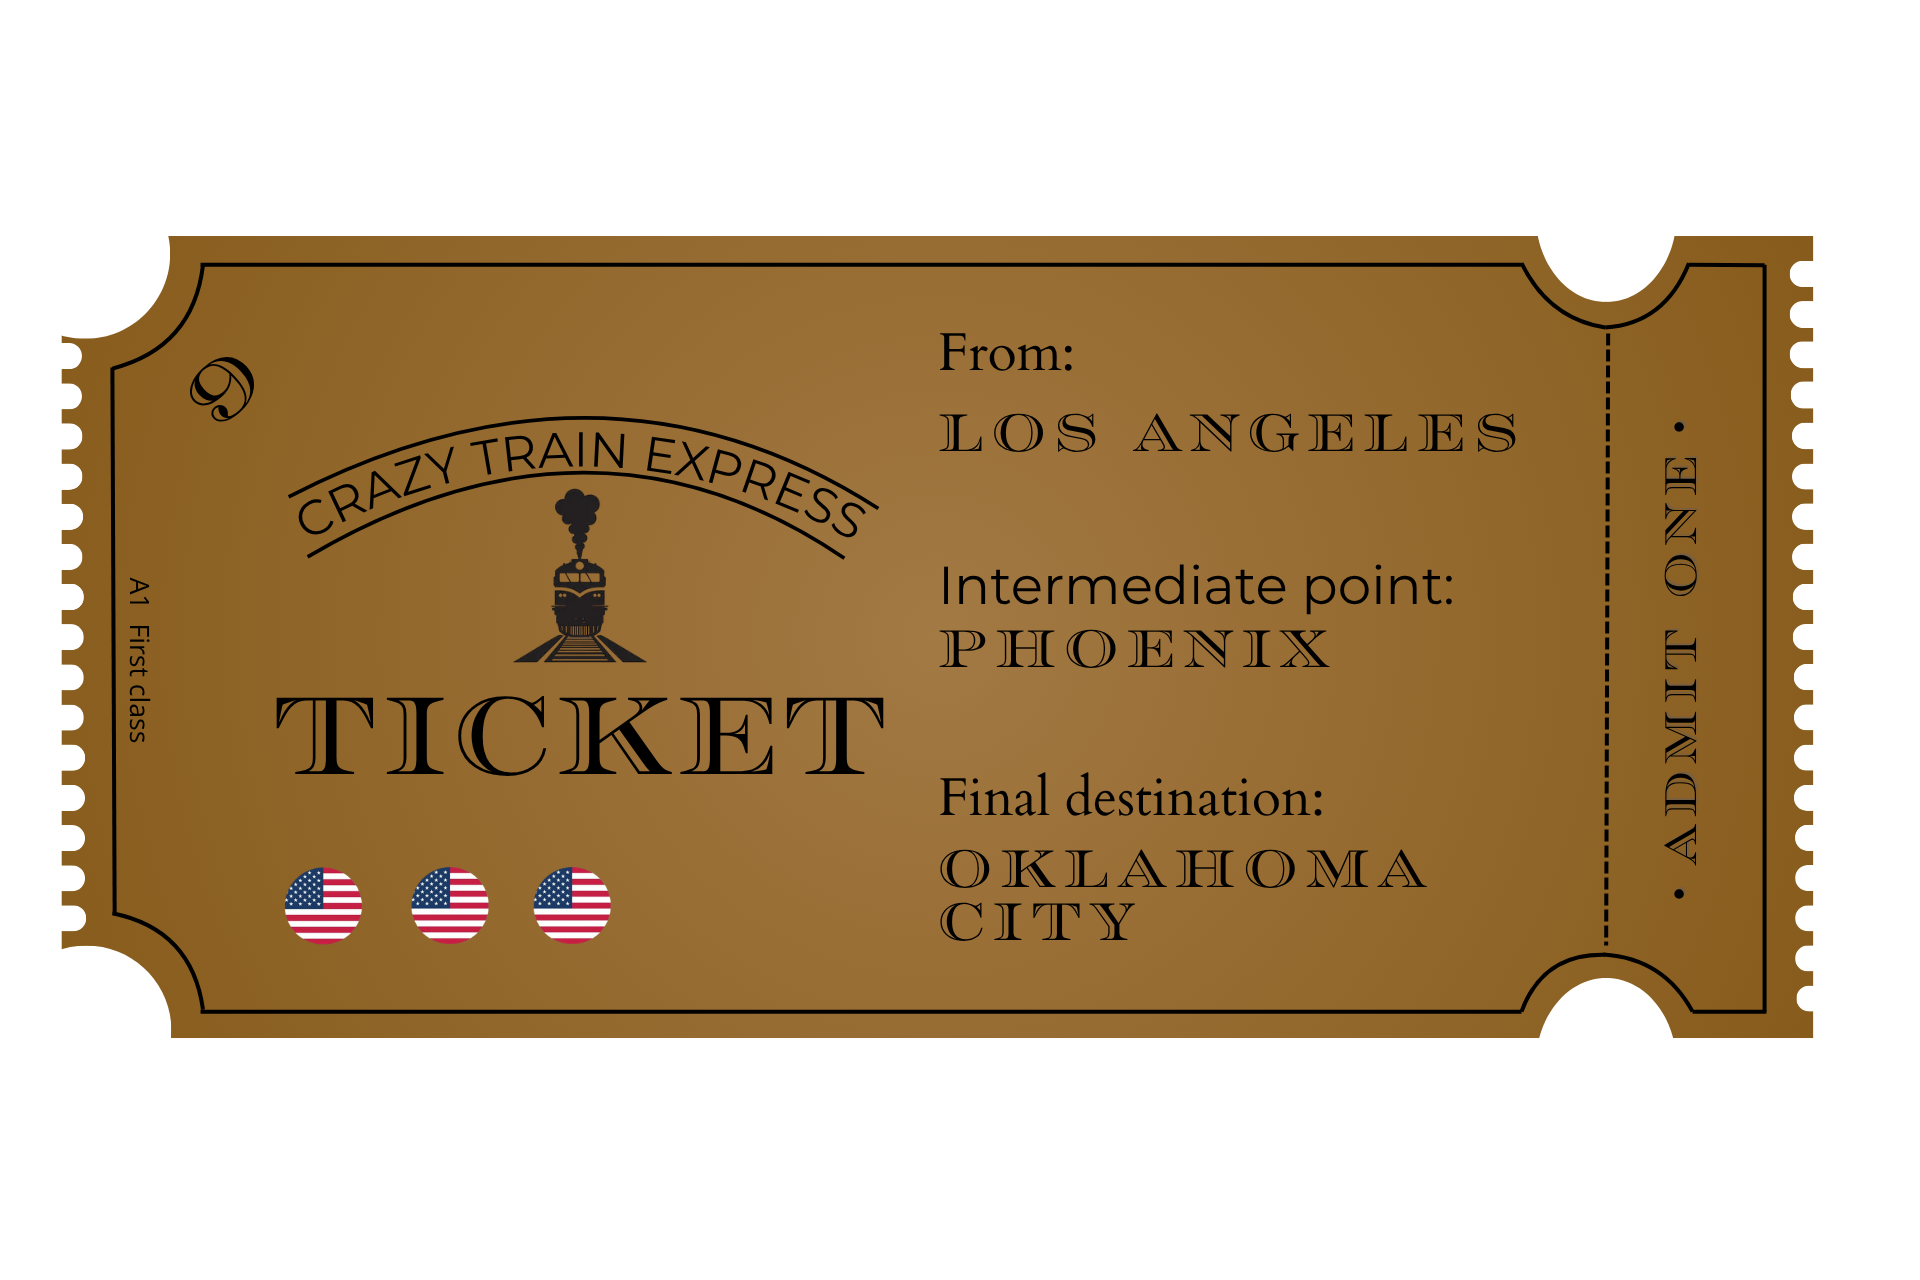 9
CRAZY TRAIN EXPRESS
A1 First class
TICKET
From:
LOS ANGELES
Intermediate point:
PHOENIX
Final destination:
OKLAHOMA
CITY
• ADMIT ONE •